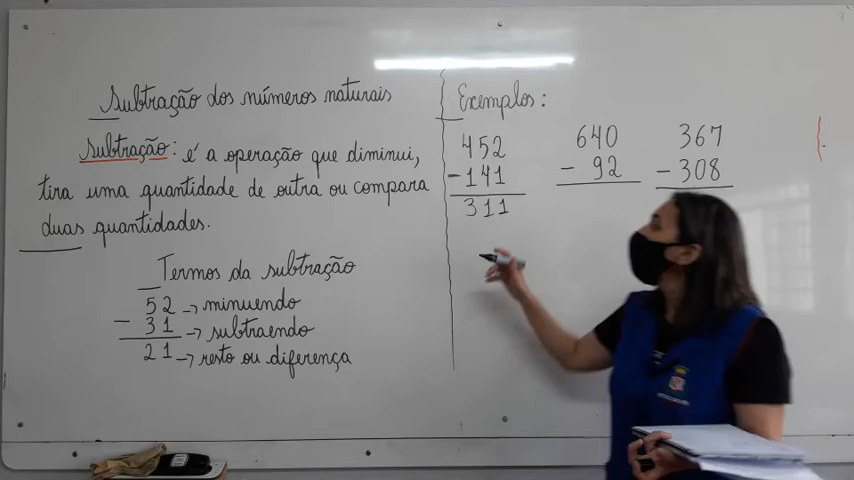 Subtração dos números naturais
Subtração: é a operação que diminui,
tira uma quantidade de outra ou compara
duas quantidades.
Termos da subtração
52 → minuendo
- 31 → subtraendo
21 → resto ou diferença
Exemplos:
452
-141
311
640
- 92
367
-308